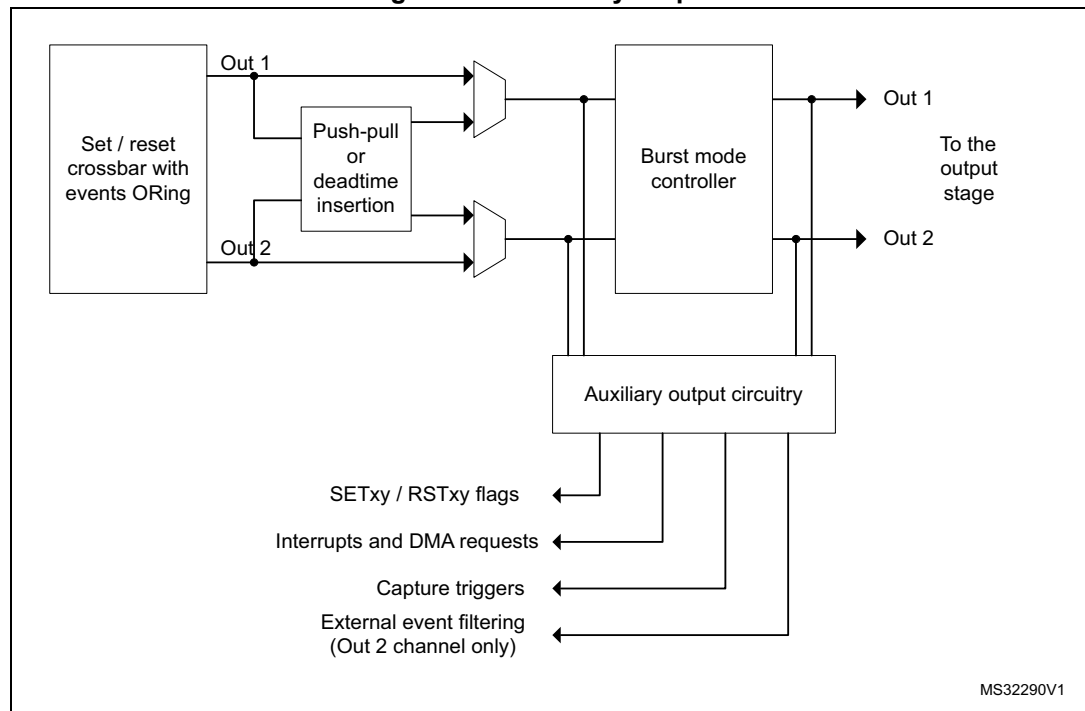 Out 1
Set / reset
crossbar with
events ORing
Push-pull
or
deadtime
insertion
Out 2
Burst mode
controller
Out 1
To the
output
stage
Out 2
Auxiliary output circuitry
SETxy / RSTxy flags
Interrupts and DMA requests
Capture triggers
External event filtering
(Out 2 channel only)
MS32290V1